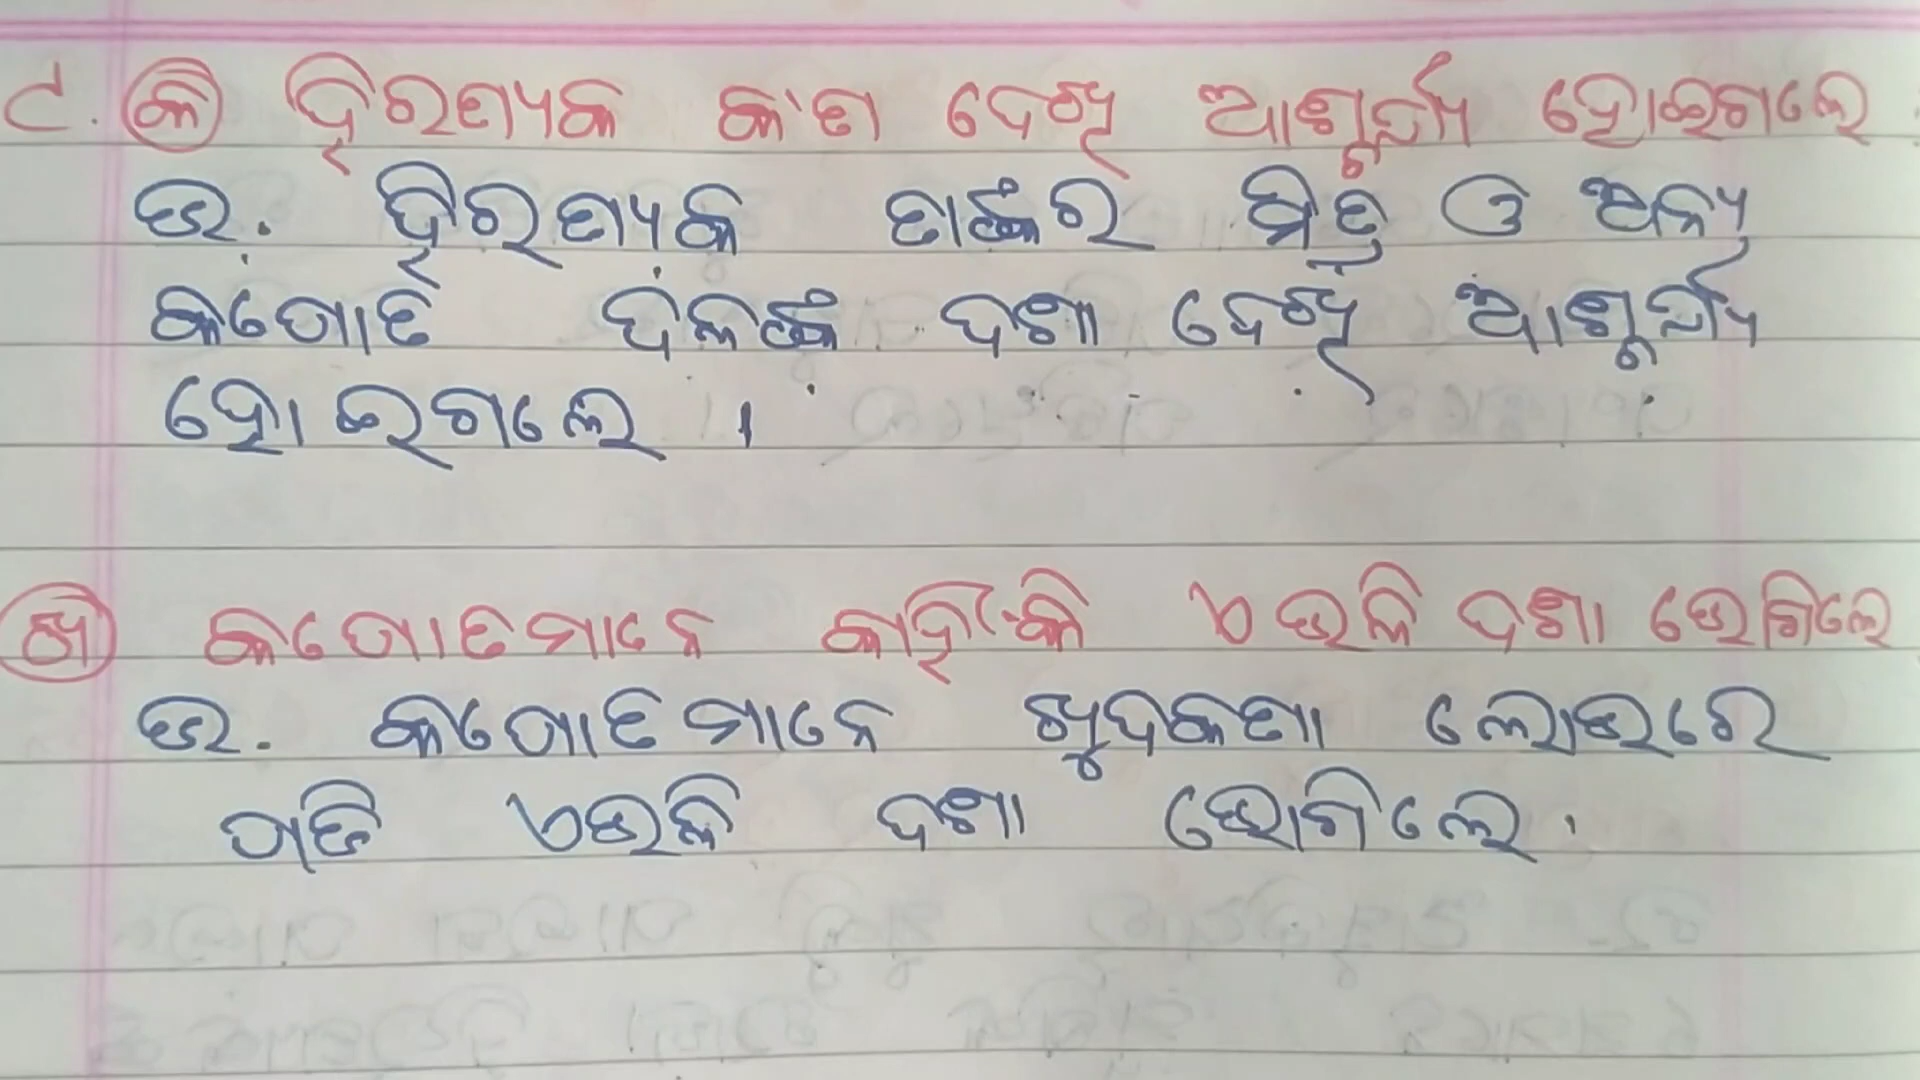 ୯. (କ) ହିରଣ୍ୟକ କ'ଣ ଦେଖି ଆଶ୍ଚର୍ଯ୍ୟ ହୋଇଗଲେ
ଉ. ହିରଣ୍ୟକ ତାଙ୍କର ମିତ୍ର ଓ ଅନ୍ୟ
କପୋତ ଦଳଙ୍କ ଦଶା ଦେଖି ଆଶ୍ଚର୍ଯ୍ୟ
ହୋଇଗଲେ ।
(ଖ) କପୋତମାନେ କାହିଁକି ଏଭଳି ଦଶା ଭୋଗିଲେ
ଉ. କପୋତମାନେ ଖୁଦକଣା ଲୋଭରେ
ପଡି ଏଭଳି ଦଶା ଭୋଗିଲେ .